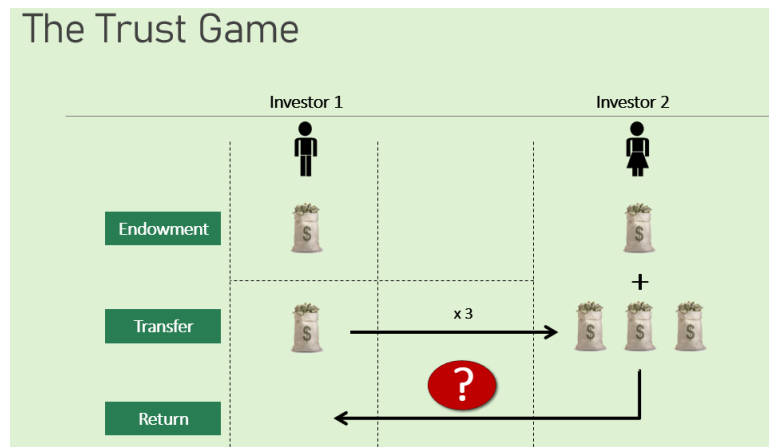 The Trust Game
Investor 1
Investor 2
Endowment
$
$
+
Transfer
$
x 3
$
$
$
?
Return